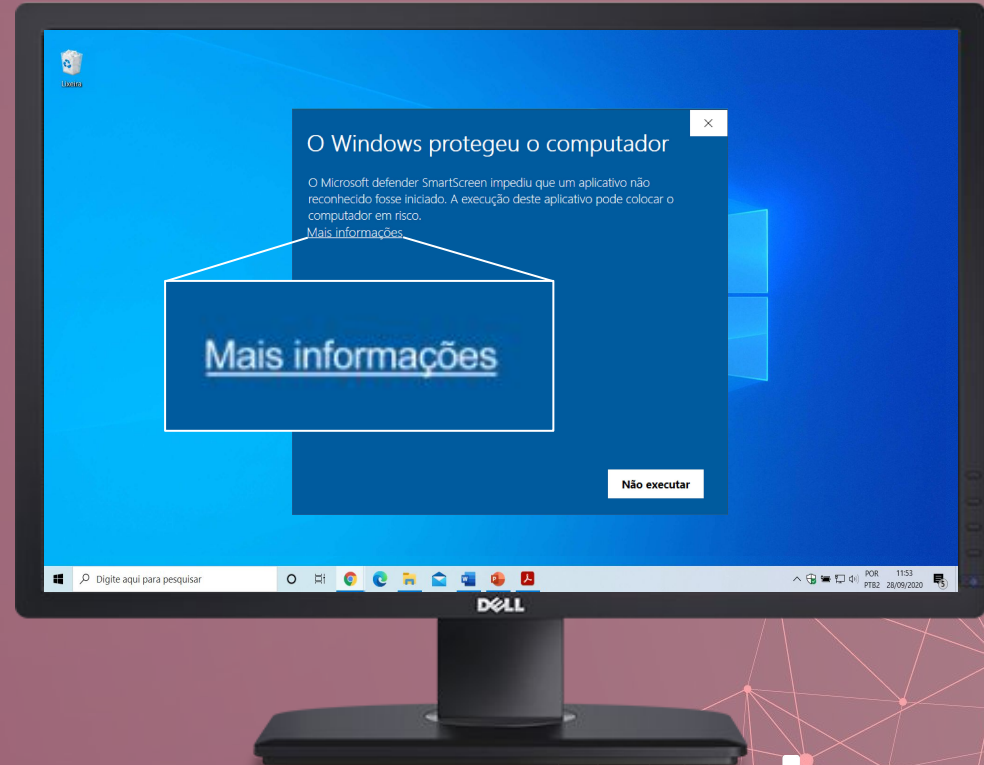 Lixeira
O Windows protegeu o computador
O Microsoft defender SmartScreen impediu que um aplicativo não
reconhecido fosse iniciado. A execução deste aplicativo pode colocar o
computador em risco.
Mais informações
Mais informações
Não executar
Digite aqui para pesquisar
POR 11:53
PTB2 28/09/2020
5
DELL